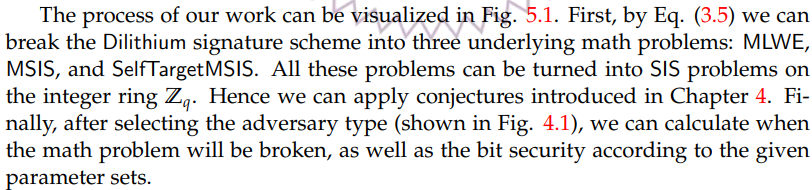 The process of our work can be visualized in Fig. 5.1. First, by Eq. (3.5) we can
break the Dilithium signature scheme into three underlying math problems: MLWE,
MSIS, and SelfTargetMSIS. All these problems can be turned into SIS problems on
the integer ring ℤq. Hence we can apply conjectures introduced in Chapter 4. Fi-
nally, after selecting the adversary type (shown in Fig. 4.1), we can calculate when
the math problem will be broken, as well as the bit security according to the given
parameter sets.